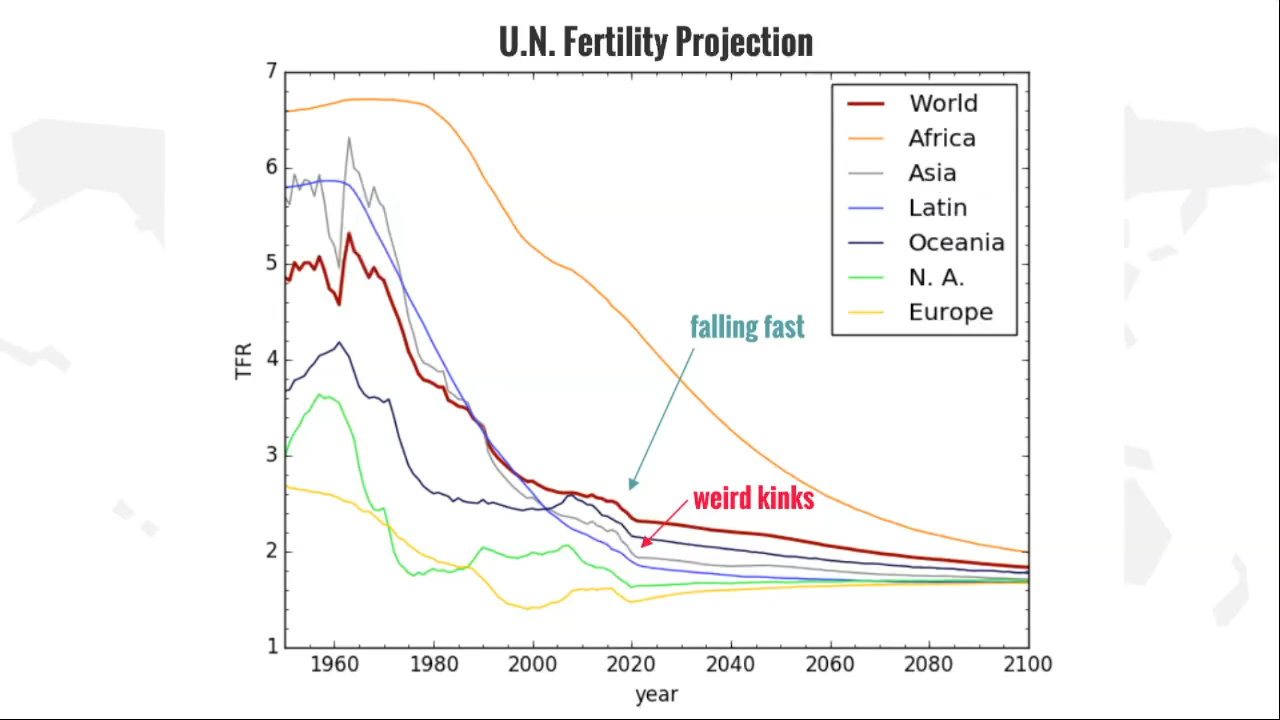 U.N. Fertility Projection
7
6
5
4
3
2
1
TFR
World
Africa
Asia
Latin
Oceania
N. A.
Europe
falling fast
weird kinks
1960 1980 2000 2020 2040 2060 2080 2100
year